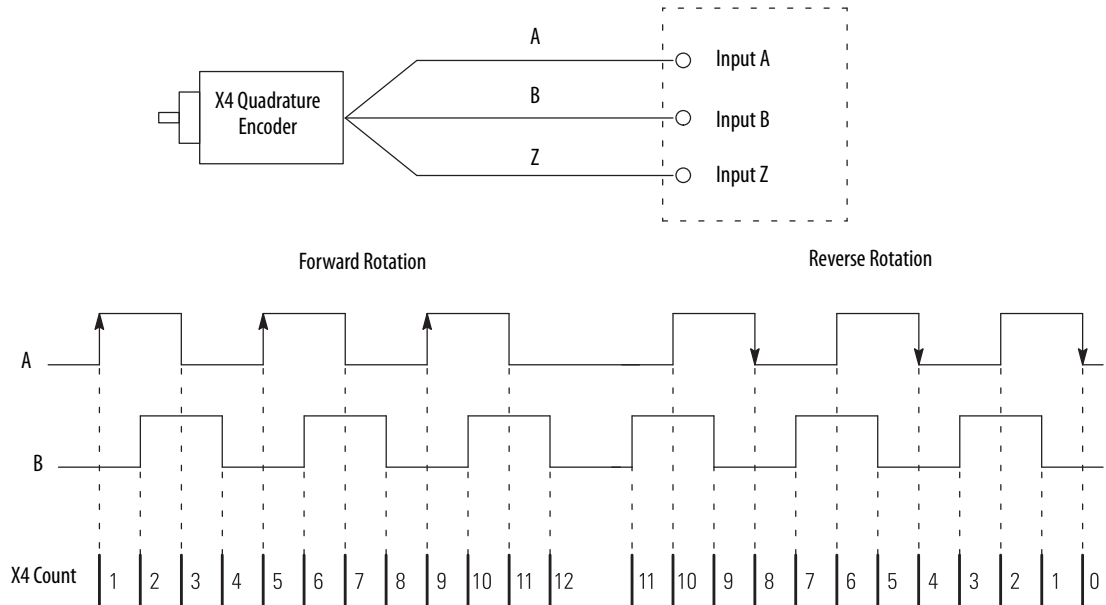 A
Input A
X4 Quadrature
Encoder
B
Input B
Z
Input Z
Forward Rotation
Reverse Rotation
A
B
X4 Count 1 2 3 4 5 6 7 8 9 10 11 12 11 10 9 8 7 6 5 4 3 2 1 0